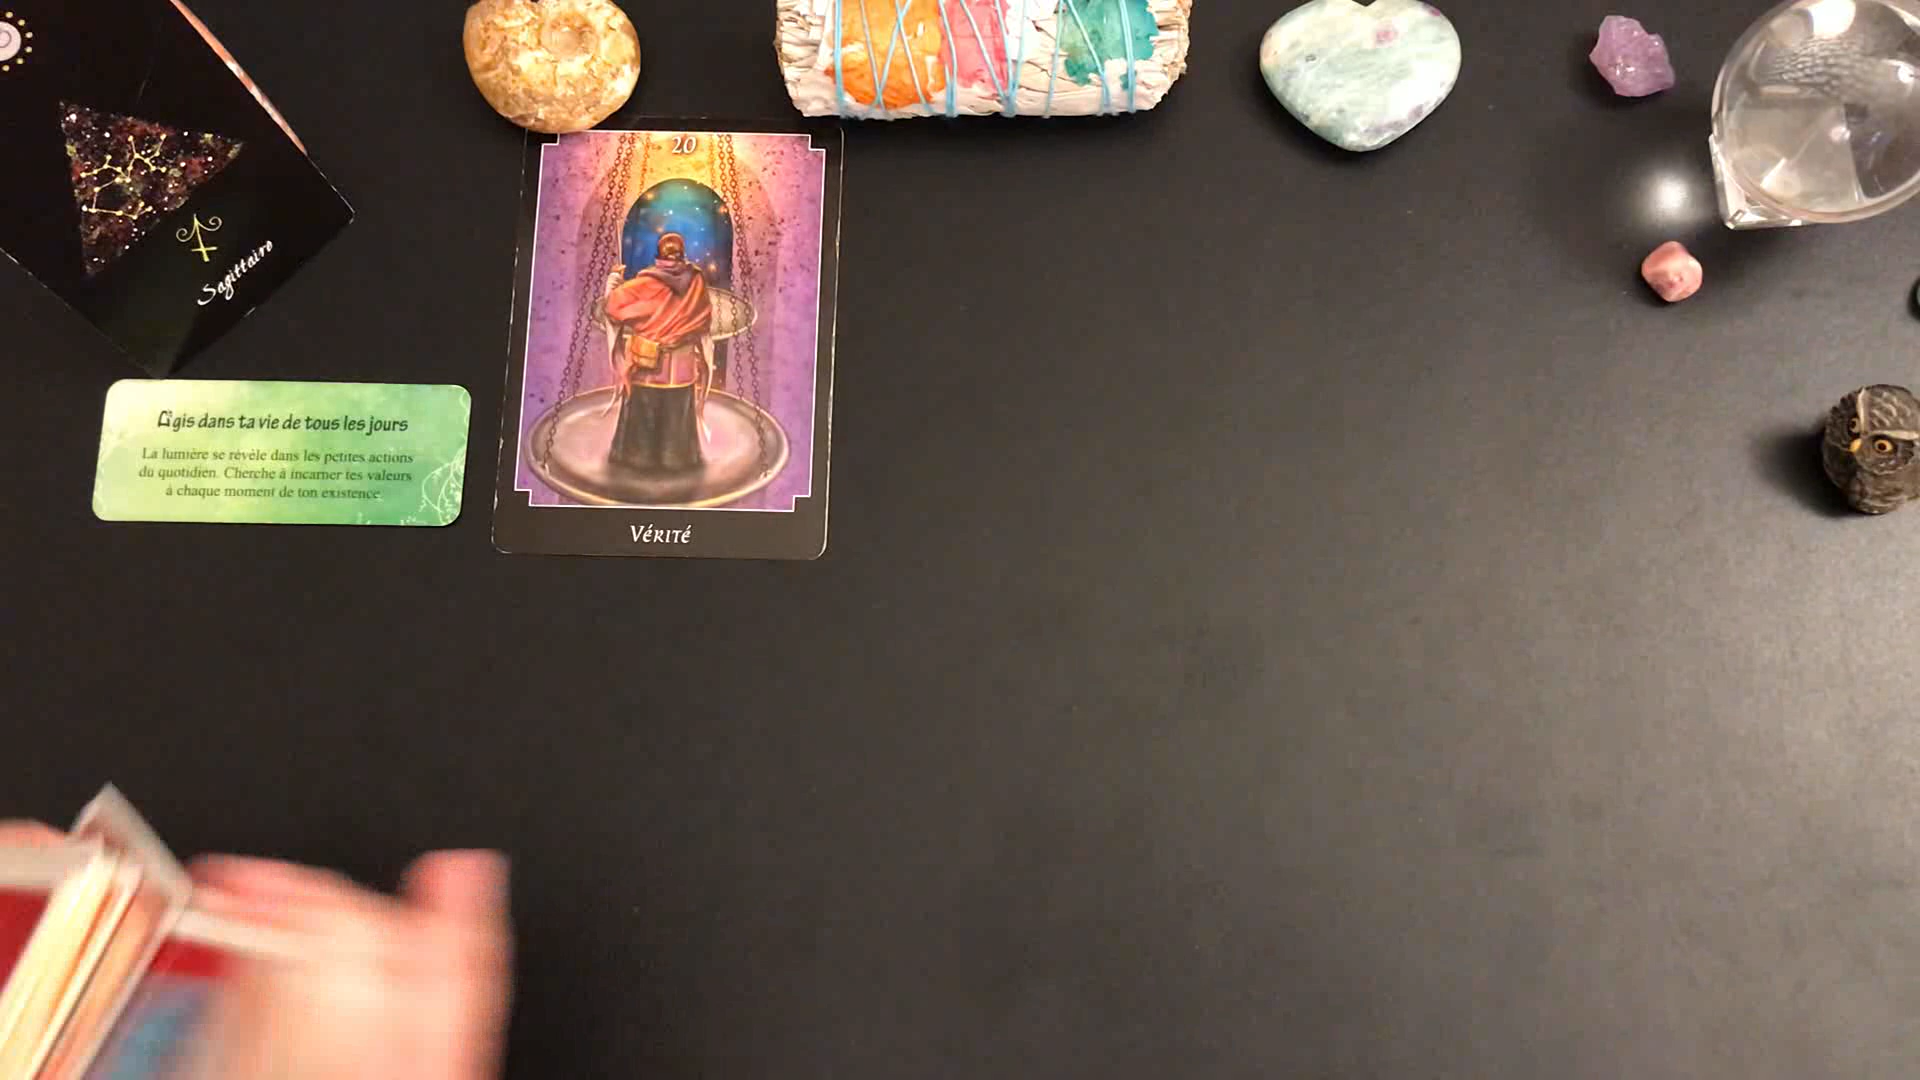 Sagittaire
Agis dans ta vie de tous les jours
La lumière se révèle dans les petites actions
du quotidien. Cherche à incarner tes valeurs
à chaque moment de ton existence.
20
Vérité